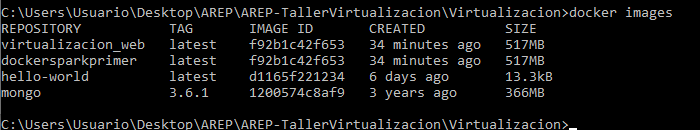 C:\Users\Usuario\Desktop\AREP\AREP-TallerVirtualizacion\Virtualizacion>docker images
REPOSITORY TAG IMAGE ID CREATED SIZE
virtualizacion_web latest f92b1c42f653 34 minutes ago 517MB
dockersparkprimer latest f92b1c42f653 34 minutes ago 517MB
hello-world latest d1165f221234 6 days ago 13.3kB
mongo 3.6.1 1200574c8af9 3 years ago 366MB
C:\Users\Usuario\Desktop\AREP\AREP-TallerVirtualizacion\Virtualizacion>_